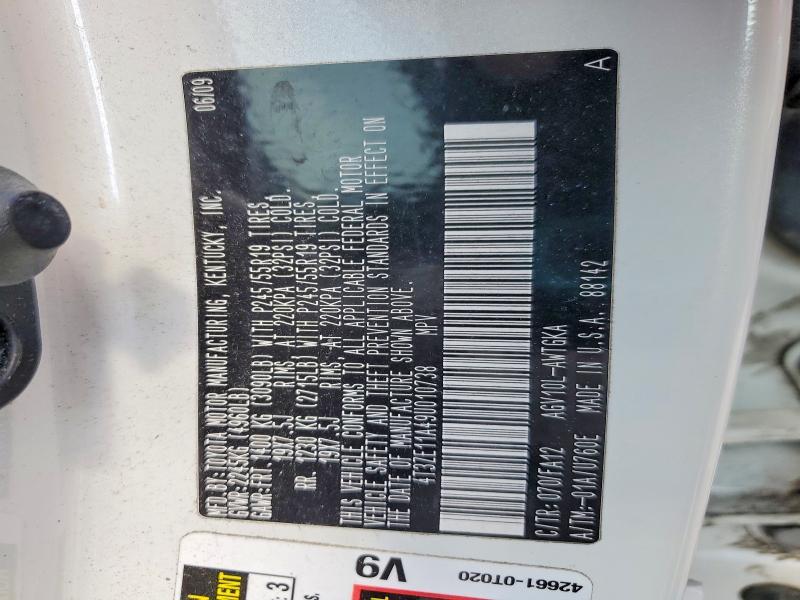 MFD. BY: TOYOTA MOTOR MANUFACTURING, KENTUCKY, INC. 06/09
GVWR: 2245KG (4950LB)
GAWR: FRT. 1400 KG (3090LB) WITH P245/55R19 TIRES,
19X7.5J RIMS, AT 220KPA (32PSI) COLD.
RR. 1230 KG (2715LB) WITH P245/55R19 TIRES,
19X7.5J RIMS, AT 220KPA (32PSI) COLD.
THIS VEHICLE CONFORMS TO ALL APPLICABLE FEDERAL MOTOR
VEHICLE SAFETY AND THEFT PREVENTION STANDARDS IN EFFECT ON
THE DATE OF MANUFACTURE SHOWN ABOVE.
4T3ZE11A49U010738 MPV
C/TR: 070/FA12 AGV10L-AWTGKA
A/TM:-01A/U760E MADE IN U.S.A. 88142
A
42661-0T020
V9